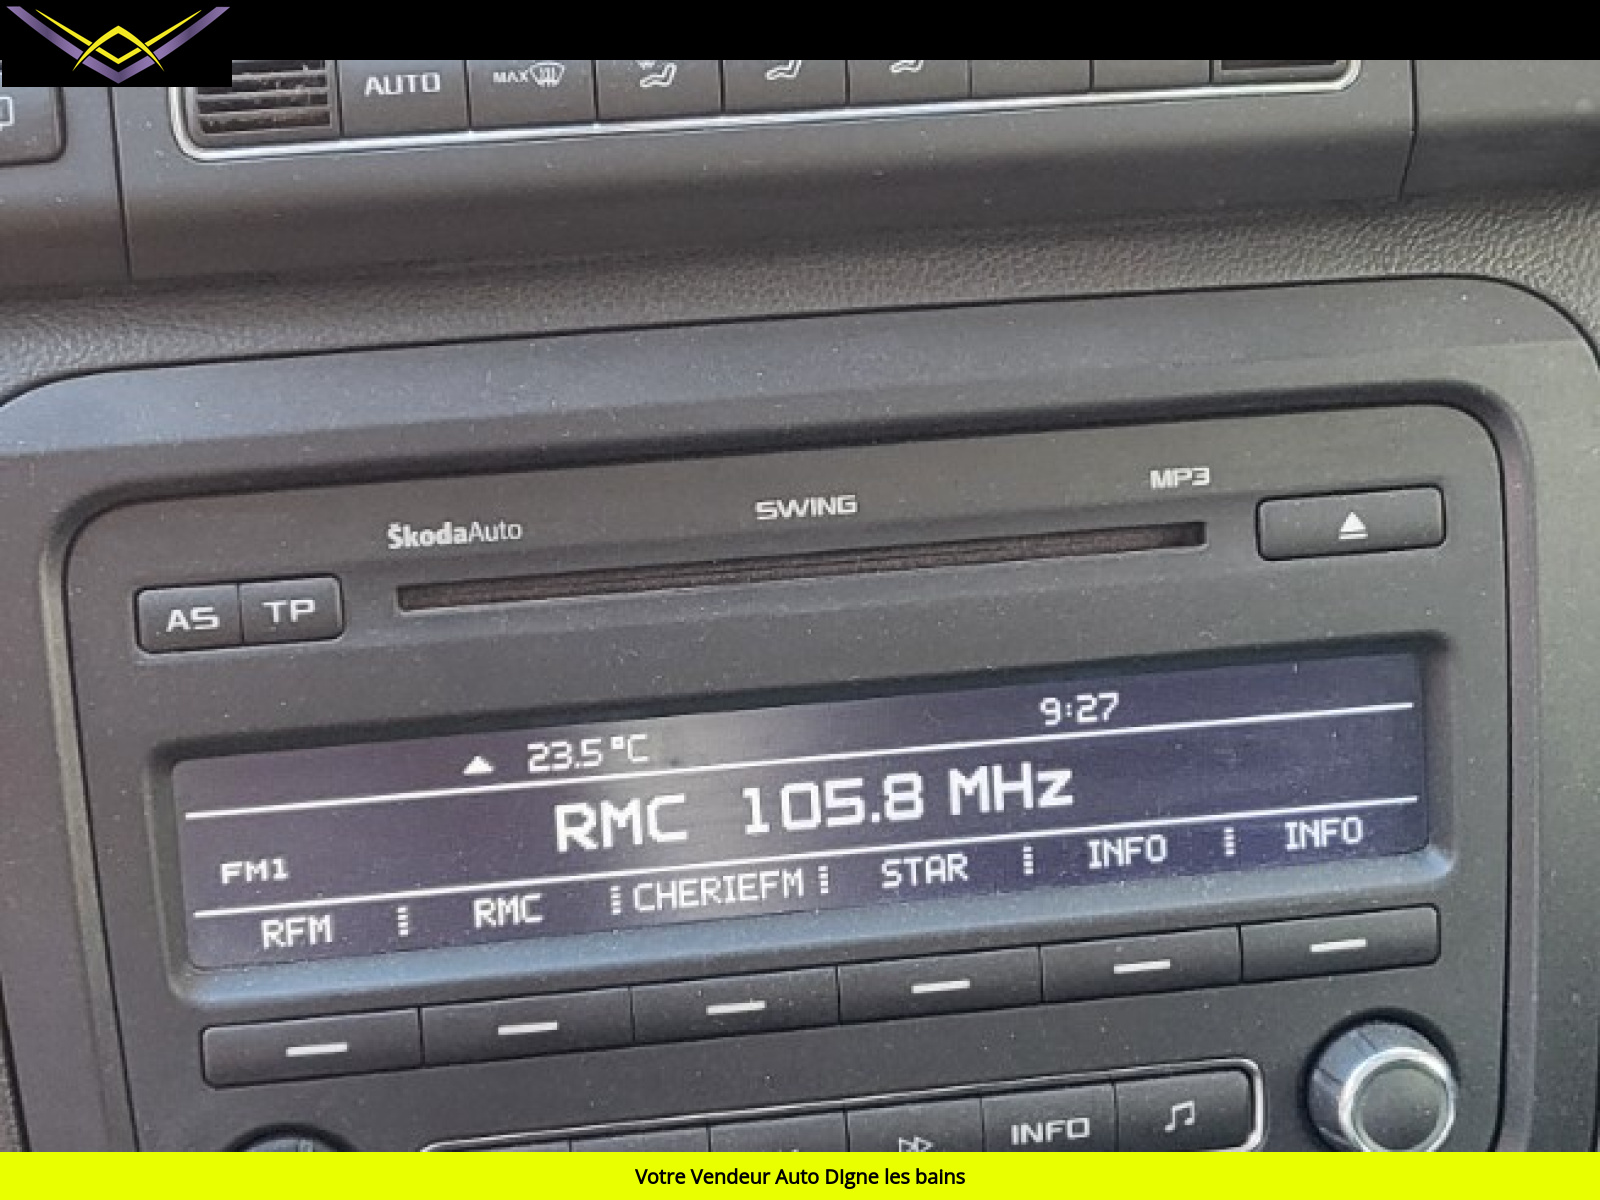 AUTO MAX
MP3
SWING
ŠkodaAuto
AS TP
9:27
23.5°C
RMC 105.8 MHz
FM1
RFM RMC CHERIEFM STAR INFO INFO
INFO
Votre Vendeur Auto Digne les bains